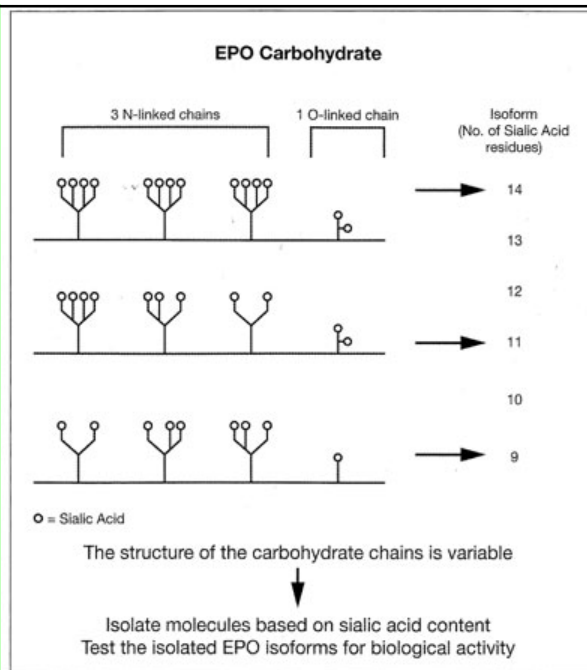 EPO Carbohydrate
3 N-linked chains
1 O-linked chain
Isoform
(No. of Sialic Acid
residues)
14
13
12
11
10
9
O = Sialic Acid
The structure of the carbohydrate chains is variable
Isolate molecules based on sialic acid content
Test the isolated EPO isoforms for biological activity